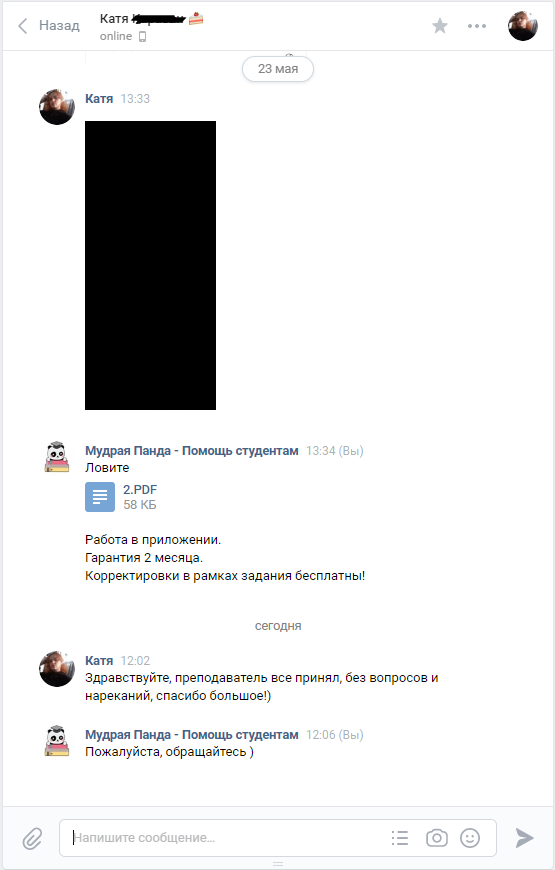 Назад
Катя
online
23 мая
Катя 13:33
Мудрая Панда - Помощь студентам 13:34 (Вы)
Ловите
2.PDF
58 КБ
Работа в приложении.
Гарантия 2 месяца.
Корректировки в рамках задания бесплатны!
сегодня
Катя 12:02
Здравствуйте, преподаватель все принял, без вопросов и
нареканий, спасибо большое!)
Мудрая Панда - Помощь студентам 12:06 (Вы)
Пожалуйста, обращайтесь )
Напишите сообщение...